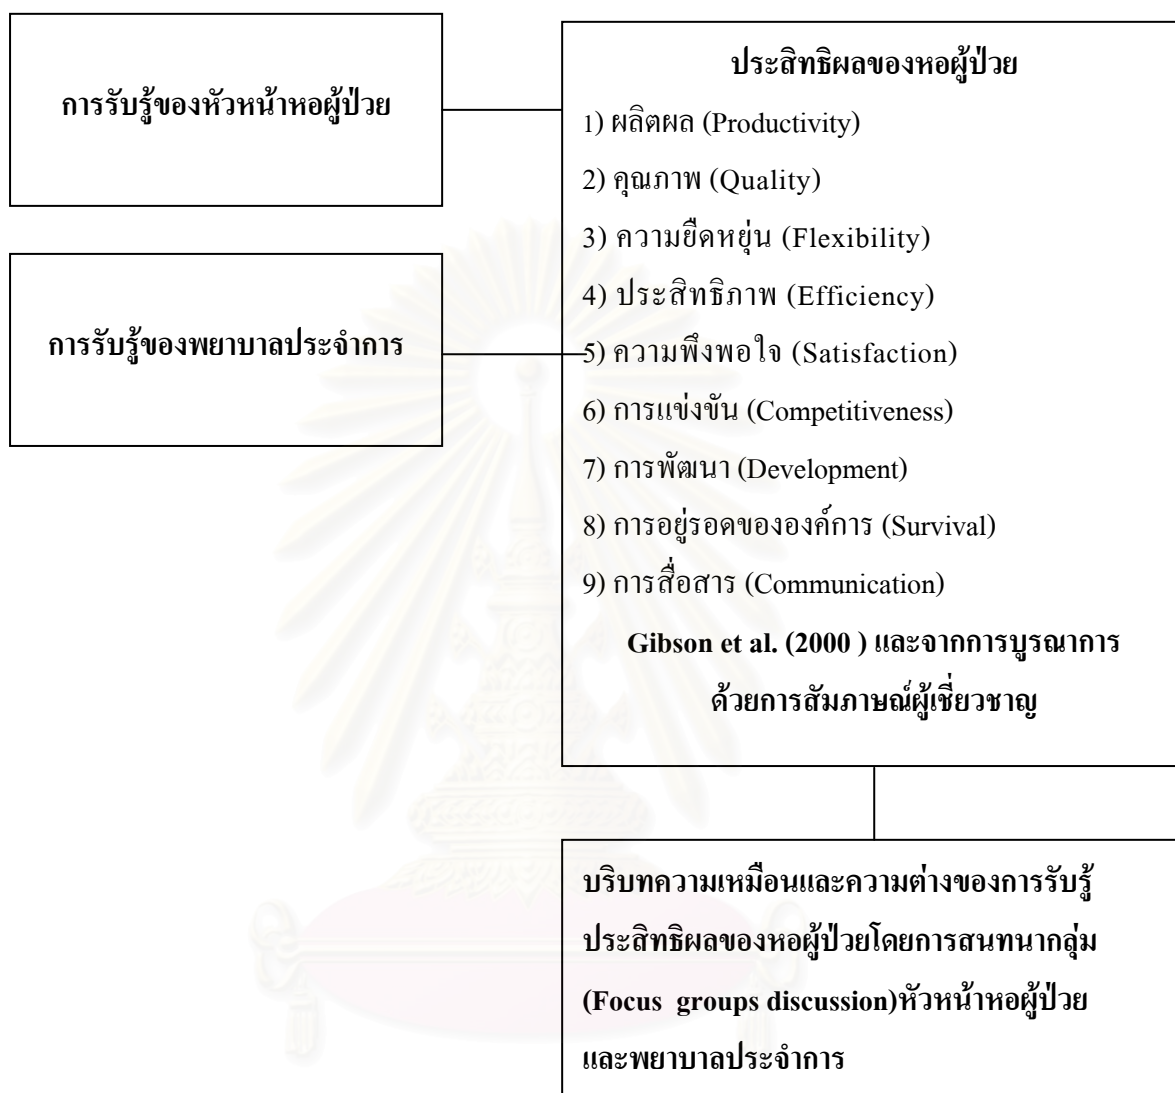 การรับรู้ของหัวหน้าหอผู้ป่วย
การรับรู้ของพยาบาลประจำการ
ประสิทธิผลของหอผู้ป่วย
1) ผลิตผล (Productivity)
2) คุณภาพ (Quality)
3) ความยืดหยุ่น (Flexibility)
4) ประสิทธิภาพ (Efficiency)
5) ความพึงพอใจ (Satisfaction)
6) การแข่งขัน (Competitiveness)
7) การพัฒนา (Development)
8) การอยู่รอดขององค์การ (Survival)
9) การสื่อสาร (Communication)
Gibson et al. (2000 ) และจากการบูรณาการ
ด้วยการสัมภาษณ์ผู้เชี่ยวชาญ
บริบทความเหมือนและความต่างของการรับรู้
ประสิทธิผลของหอผู้ป่วยโดยการสนทนากลุ่ม
(Focus groups discussion)หัวหน้าหอผู้ป่วย
และพยาบาลประจำการ